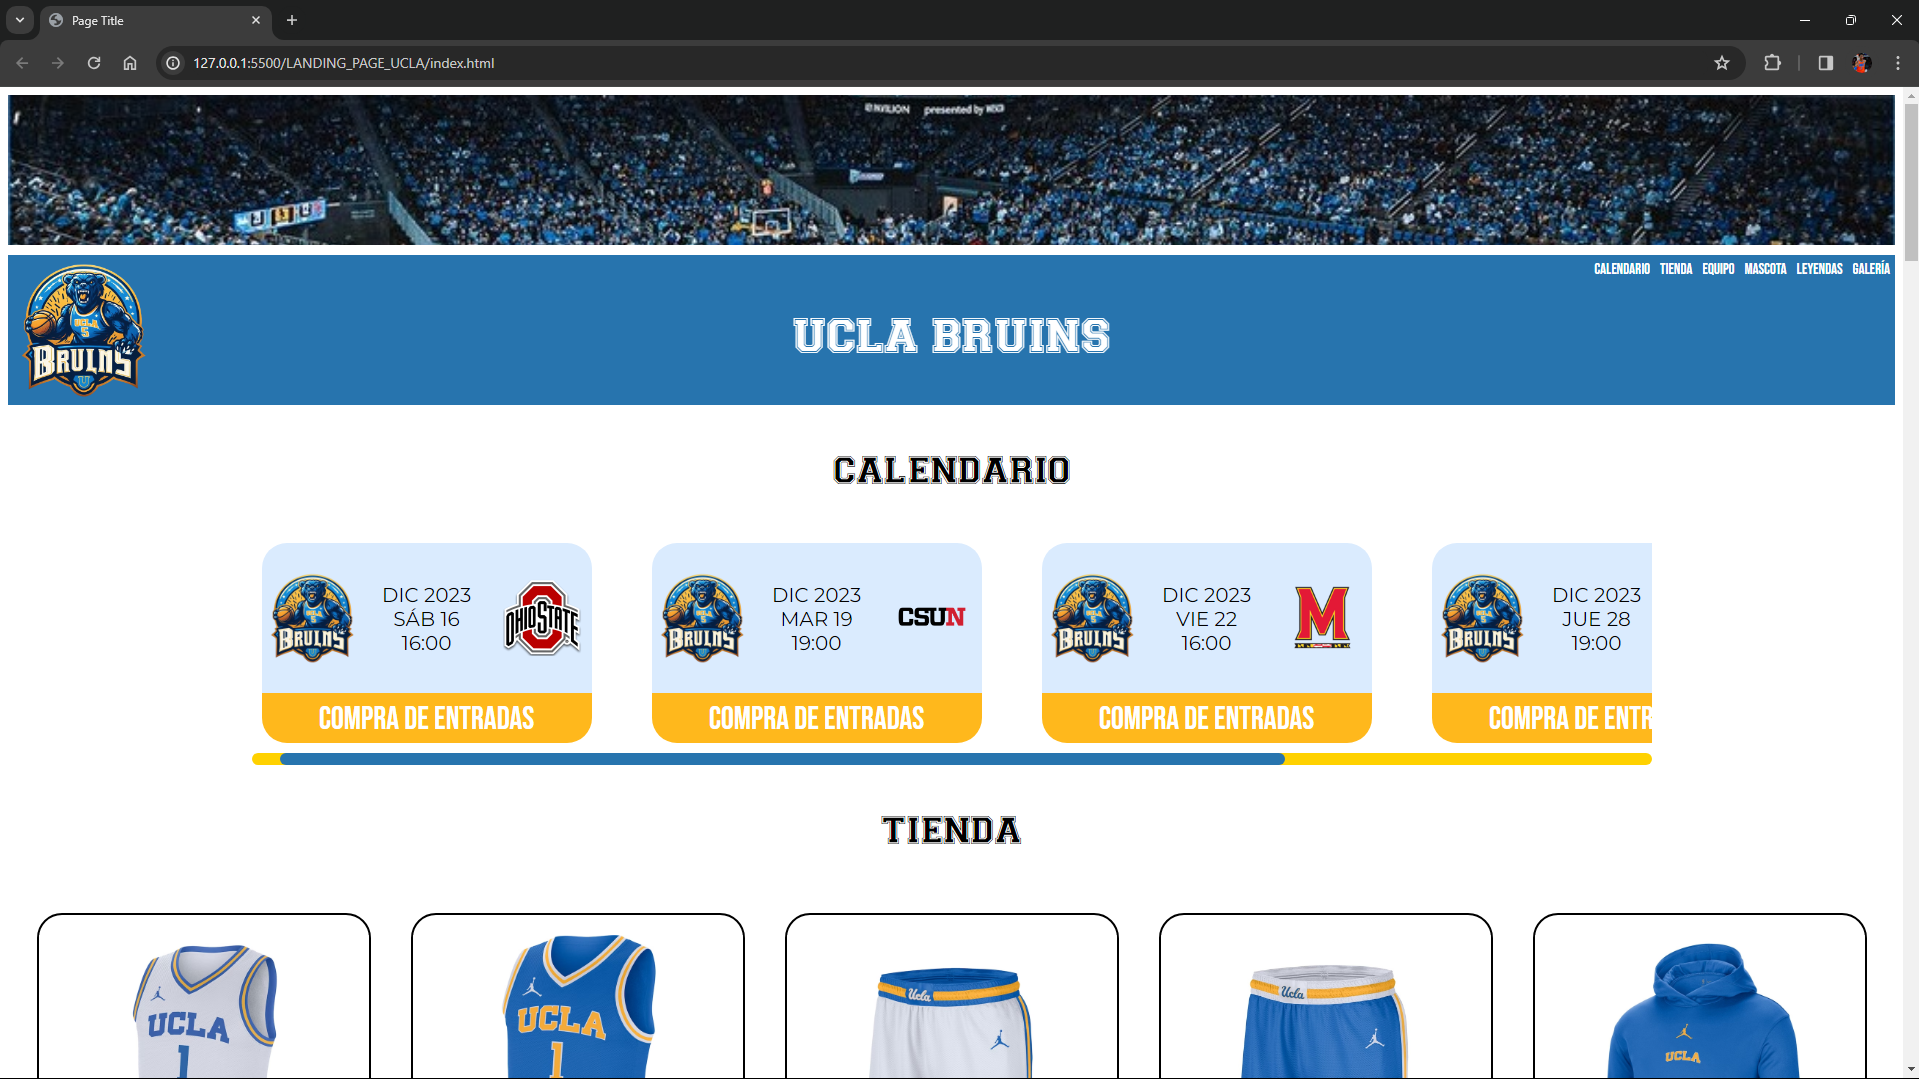 Page Title
127.0.0.1:5500/LANDING_PAGE_UCLA/index.html
presented by
CALENDARIO TIENDA EQUIPO MASCOTA LEYENDAS GALERÍA
UCLA
5
BRUINS
UCLA BRUINS
CALENDARIO
BRUINS
DIC 2023
SÁB 16
16:00
OHIO STATE
COMPRA DE ENTRADAS
BRUINS
DIC 2023
MAR 19
19:00
CSUN
COMPRA DE ENTRADAS
BRUINS
DIC 2023
VIE 22
16:00
M
COMPRA DE ENTRADAS
BRUINS
DIC 2023
JUE 28
19:00
COMPRA DE ENTR
TIENDA
UCLA
1
UCLA
1
Ucla
Ucla
UCLA